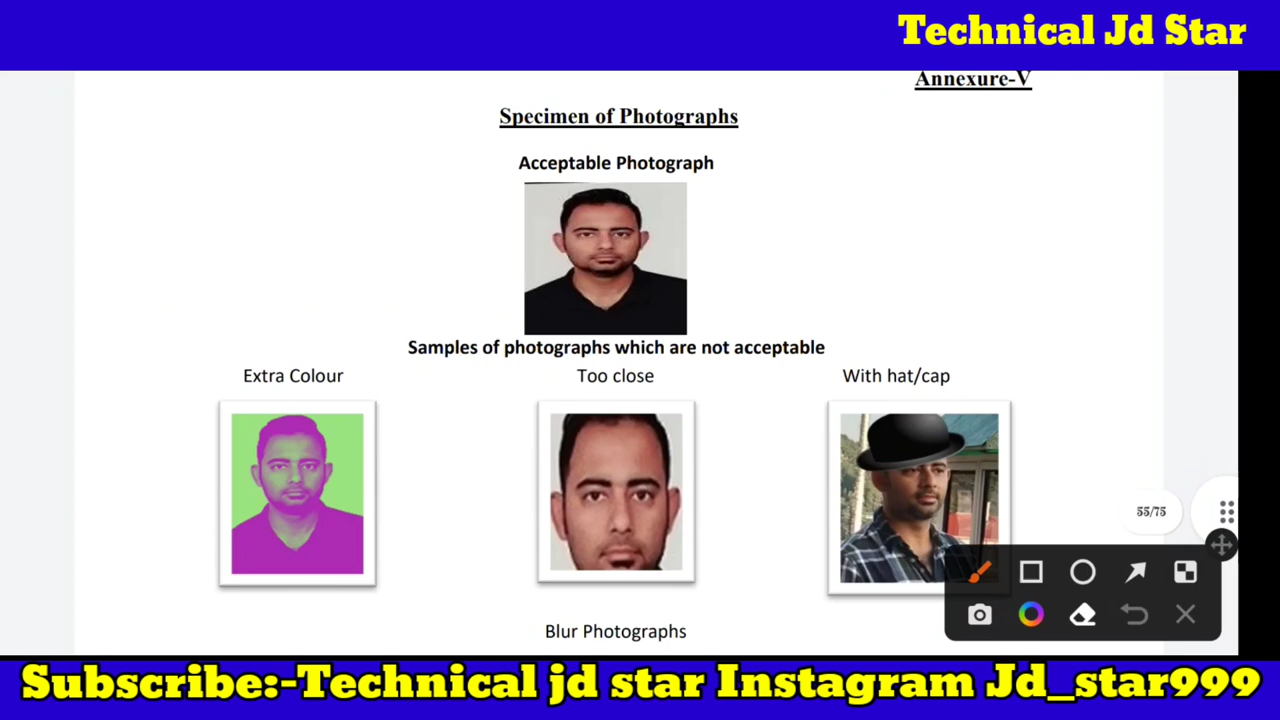 Technical Jd Star
Annexure-V
Specimen of Photographs
Acceptable Photograph
Samples of photographs which are not acceptable
Extra Colour
Too close
With hat/cap
55/75
Blur Photographs
Subscribe:-Technical jd star Instagram Jd_star999